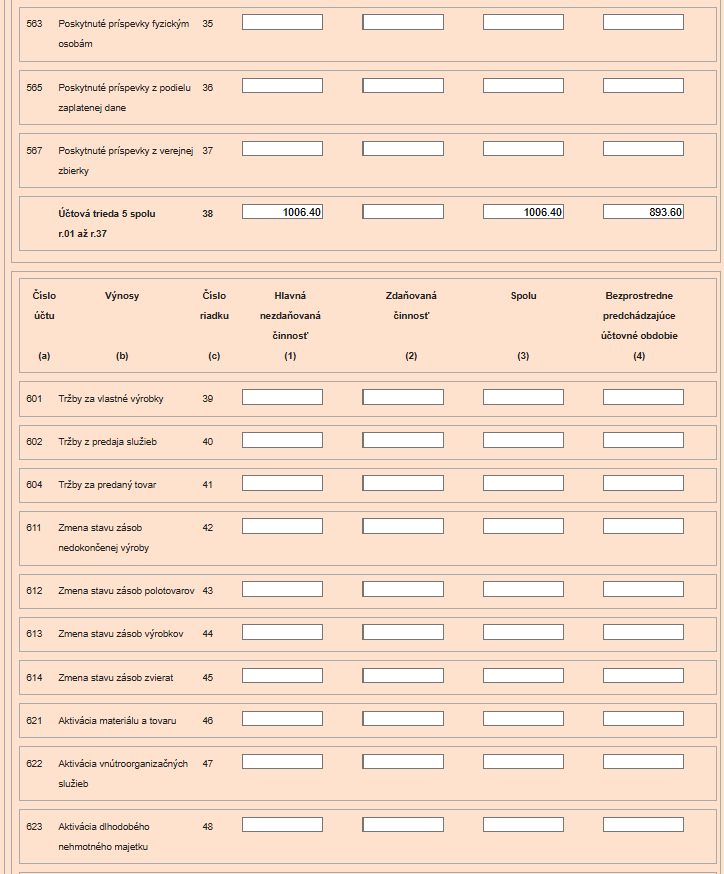 563 Poskytnuté príspevky fyzickým 35
osobám
565 Poskytnuté príspevky z podielu 36
zaplatenej dane
567 Poskytnuté príspevky z verejnej 37
zbierky
Účtová trieda 5 spolu 38 1006.40 1006.40 893.60
r.01 až r.37
Číslo Výnosy Číslo Hlavná Zdaňovaná Spolu Bezprostredne
účtu riadku nezdaňovaná činnosť predchádzajúce
činnosť účtovné obdobie
(a) (b) (c) (1) (2) (3) (4)
601 Tržby za vlastné výrobky 39
602 Tržby z predaja služieb 40
604 Tržby za predaný tovar 41
611 Zmena stavu zásob 42
nedokončenej výroby
612 Zmena stavu zásob polotovarov 43
613 Zmena stavu zásob výrobkov 44
614 Zmena stavu zásob zvierat 45
621 Aktivácia materiálu a tovaru 46
622 Aktivácia vnútroorganizačných 47
služieb
623 Aktivácia dlhodobého 48
nehmotného majetku